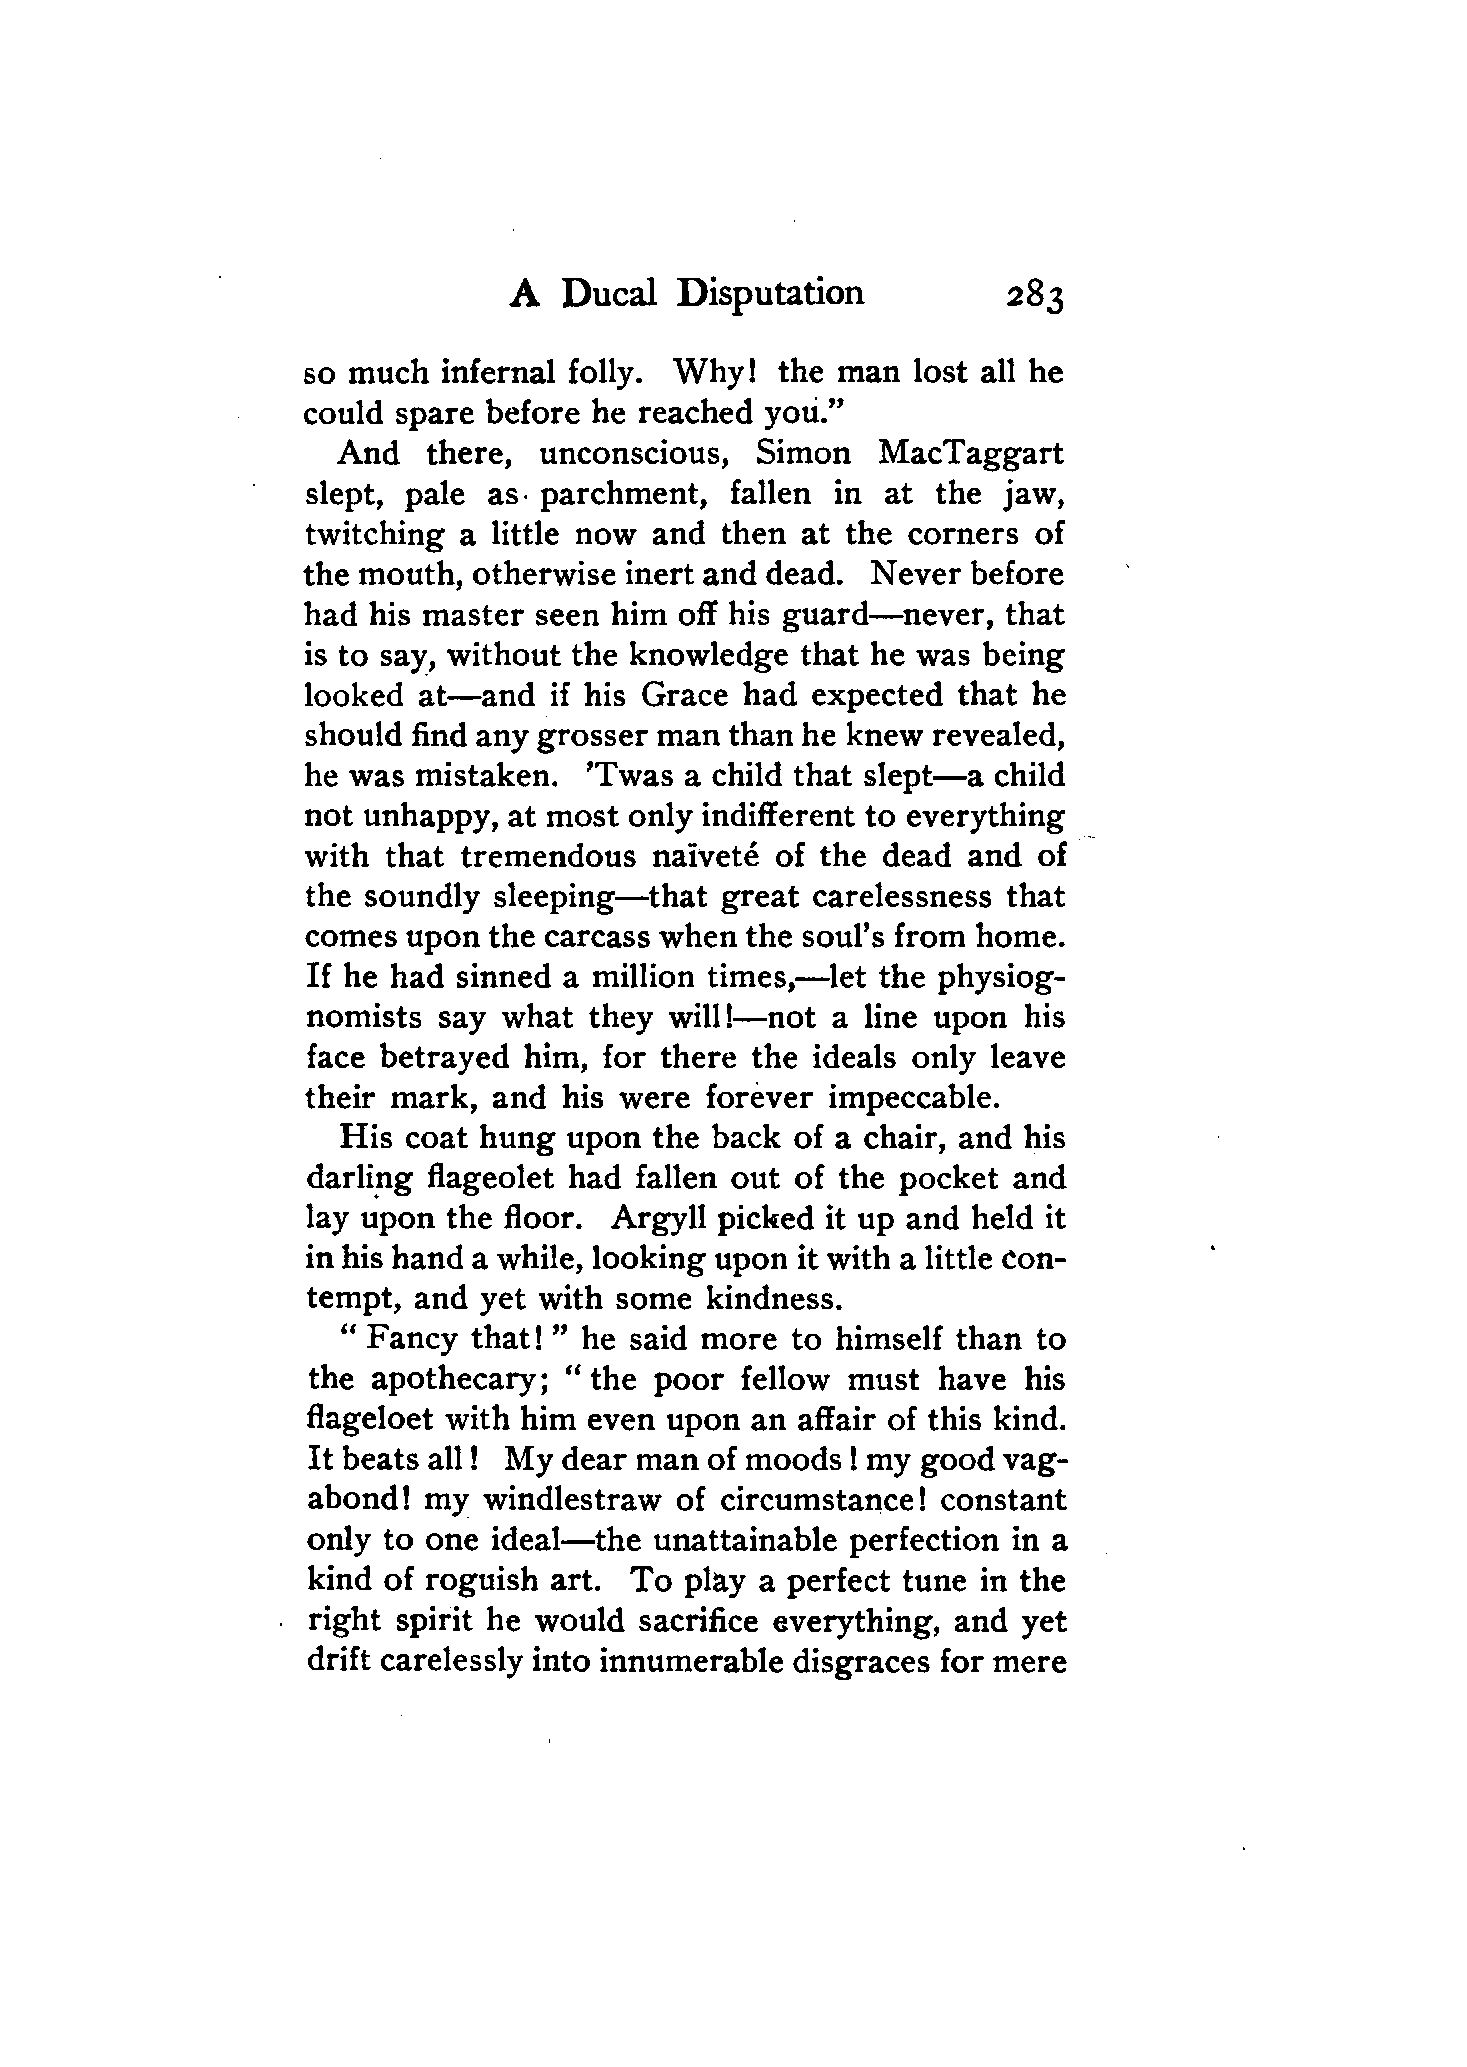 A Ducal Disputation 283
so much infernal folly. Why! the man lost all he
could spare before he reached you."
And there, unconscious, Simon MacTaggart
slept, pale as parchment, fallen in at the jaw,
twitching a little now and then at the corners of
the mouth, otherwise inert and dead. Never before
had his master seen him off his guard—never, that
is to say, without the knowledge that he was being
looked at—and if his Grace had expected that he
should find any grosser man than he knew revealed,
he was mistaken. 'Twas a child that slept—a child
not unhappy, at most only indifferent to everything
with that tremendous naïveté of the dead and of
the soundly sleeping—that great carelessness that
comes upon the carcass when the soul's from home.
If he had sinned a million times,—let the physiog-
nomists say what they will!—not a line upon his
face betrayed him, for there the ideals only leave
their mark, and his were forever impeccable.
His coat hung upon the back of a chair, and his
darling flageolet had fallen out of the pocket and
lay upon the floor. Argyll picked it up and held it
in his hand a while, looking upon it with a little con-
tempt, and yet with some kindness.
"Fancy that!" he said more to himself than to
the apothecary; "the poor fellow must have his
flageloet with him even upon an affair of this kind.
It beats all! My dear man of moods! my good vag-
abond! my windlestraw of circumstance! constant
only to one ideal—the unattainable perfection in a
kind of roguish art. To play a perfect tune in the
right spirit he would sacrifice everything, and yet
drift carelessly into innumerable disgraces for mere